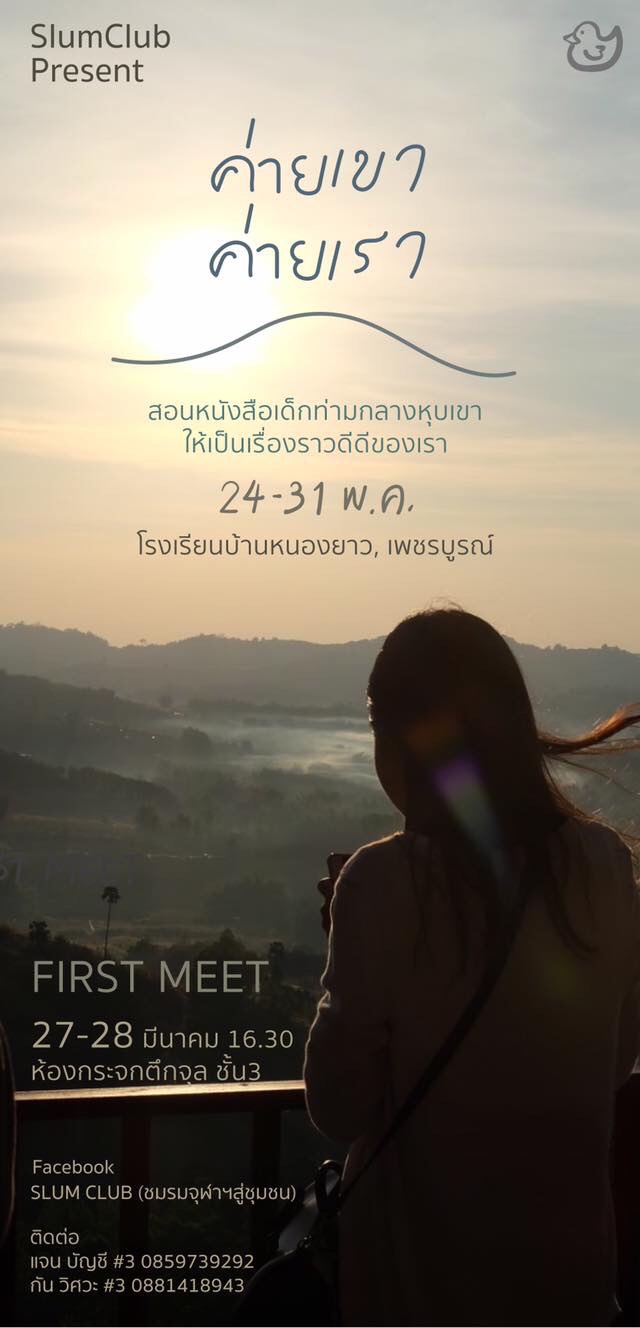 SlumClub
Present
ค่ายเขา
ค่ายเรา
สอนหนังสือเด็กท่ามกลางหุบเขา
ให้เป็นเรื่องราวดีดีของเรา
24-31 พ.ค.
โรงเรียนบ้านหนองยาว, เพชรบูรณ์
FIRST MEET
27-28 มีนาคม 16.30
ห้องกระจกตึกจุล ชั้น3
Facebook
SLUM CLUB (ชมรมจุฬาฯสู่ชุมชน)
ติดต่อ
แจน บัญชี #3 0859739292
กัน วิศวะ #3 0881418943